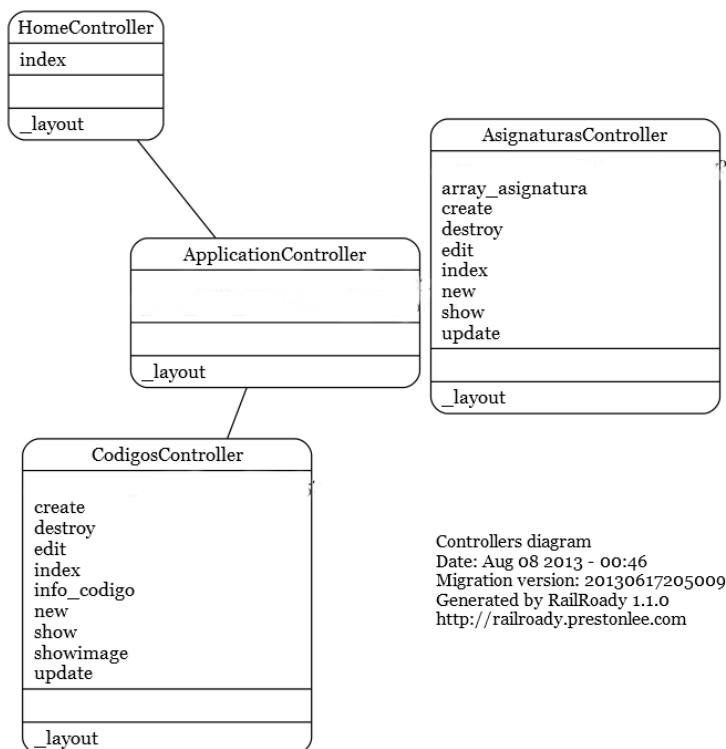 HomeController
index
_layout
AsignaturasController
array_asignatura
create
destroy
edit
index
new
show
update
_layout
ApplicationController
_layout
CodigosController
create
destroy
edit
index
info_codigo
new
show
showimage
update
_layout
Controllers diagram
Date: Aug 08 2013 - 00:46
Migration version: 20130617205009
Generated by RailRoady 1.1.0
http://railroady.prestonlee.com